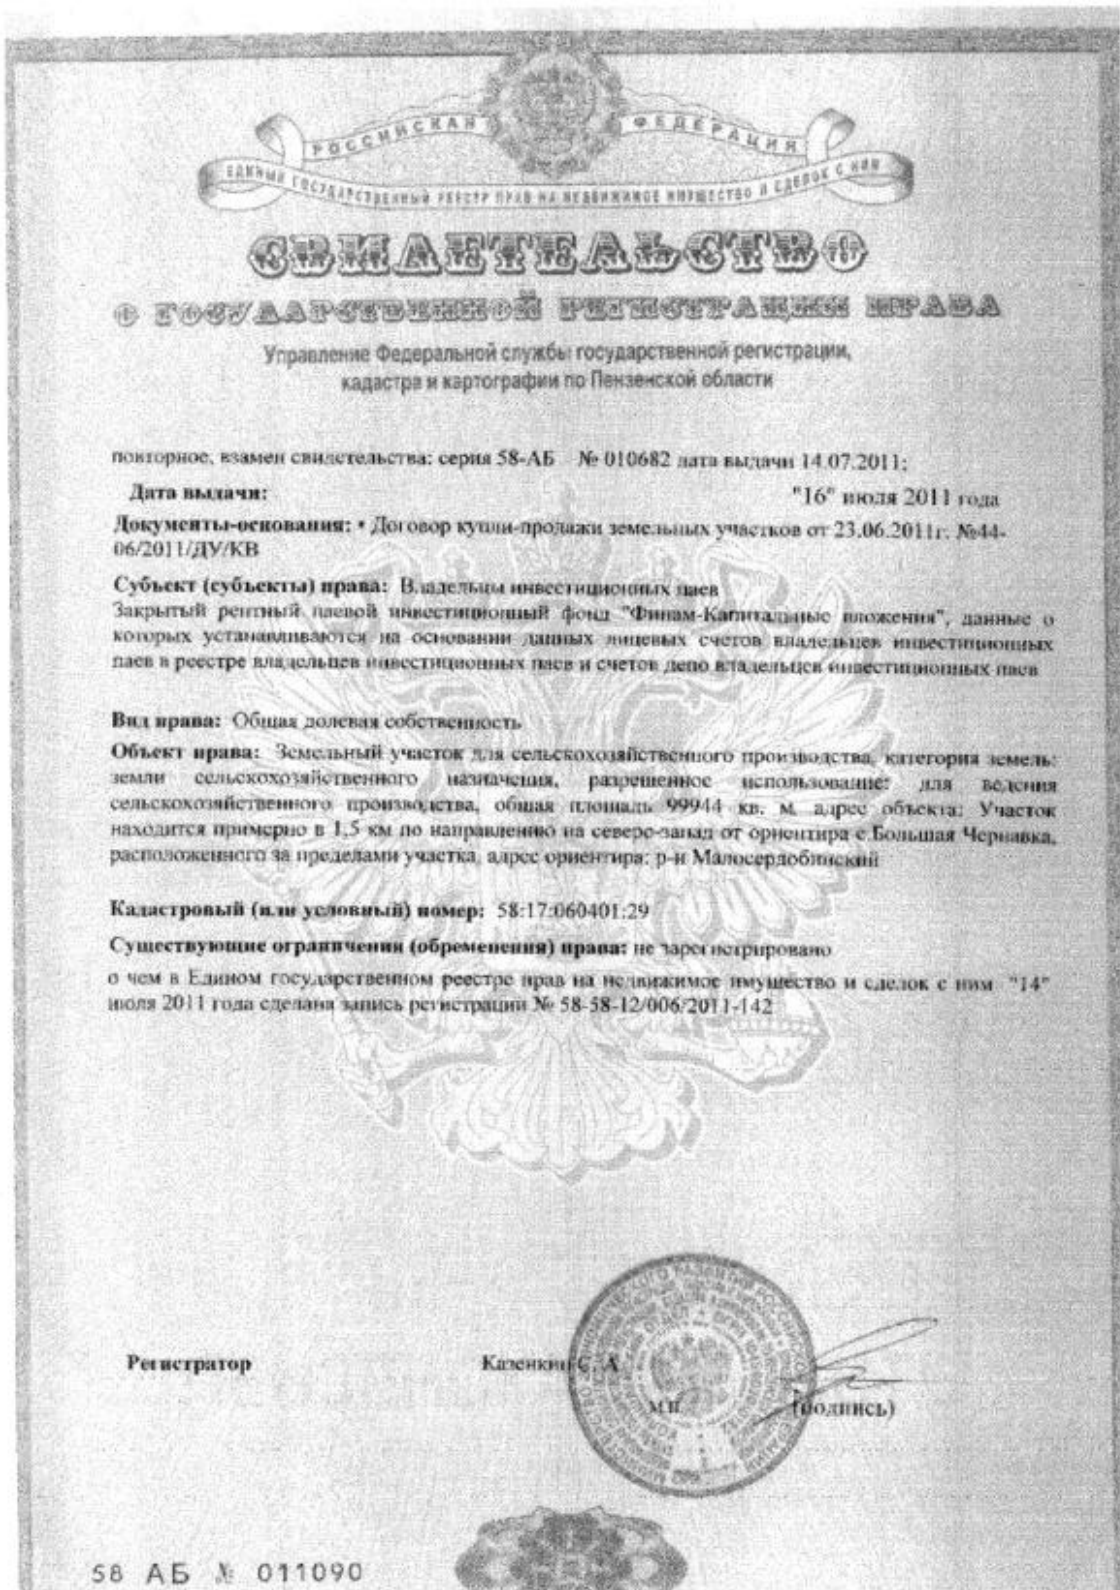 РОССИЙСКАЯ ФЕДЕРАЦИЯ
ЕДИНЫЙ ГОСУДАРСТВЕННЫЙ РЕЕСТР ПРАВ НА НЕДВИЖИМОЕ ИМУЩЕСТВО И СДЕЛОК С НИМ
СВИДЕТЕЛЬСТВО
О ГОСУДАРСТВЕННОЙ РЕГИСТРАЦИИ ПРАВА
Управление Федеральной службы государственной регистрации,
кадастра и картографии по Пензенской области
повторное, взамен свидетельства: серия 58-АБ № 010682 дата выдачи 14.07.2011;
Дата выдачи: "16" июля 2011 года
Документы-основания: • Договор купли-продажи земельных участков от 23.06.2011г. №44-
06/2011/ДУ/КВ
Субъект (субъекты) права: Владельцы инвестиционных паев
Закрытый рентный паевой инвестиционный фонд "Финам-Капитальные вложения", данные о
которых устанавливаются на основании данных лицевых счетов владельцев инвестиционных
паев в реестре владельцев инвестиционных паев и счетов депо владельцев инвестиционных паев
Вид права: Общая долевая собственность
Объект права: Земельный участок для сельскохозяйственного производства, категория земель:
земли сельскохозяйственного назначения, разрешенное использование: для ведения
сельскохозяйственного производства, общая площадь 99944 кв. м, адрес объекта: Участок
находится примерно в 1,5 км по направлению на северо-запад от ориентира с.Большая Чернавка,
расположенного за пределами участка, адрес ориентира: р-н Малосердобинский
Кадастровый (или условный) номер: 58:17:060401:29
Существующие ограничения (обременения) права: не зарегистрировано
о чем в Едином государственном реестре прав на недвижимое имущество и сделок с ним "14"
июля 2011 года сделана запись регистрации № 58-58-12/006/2011-142
Регистратор Казенкин С. А.
м.п. (подпись)
58 АБ № 011090